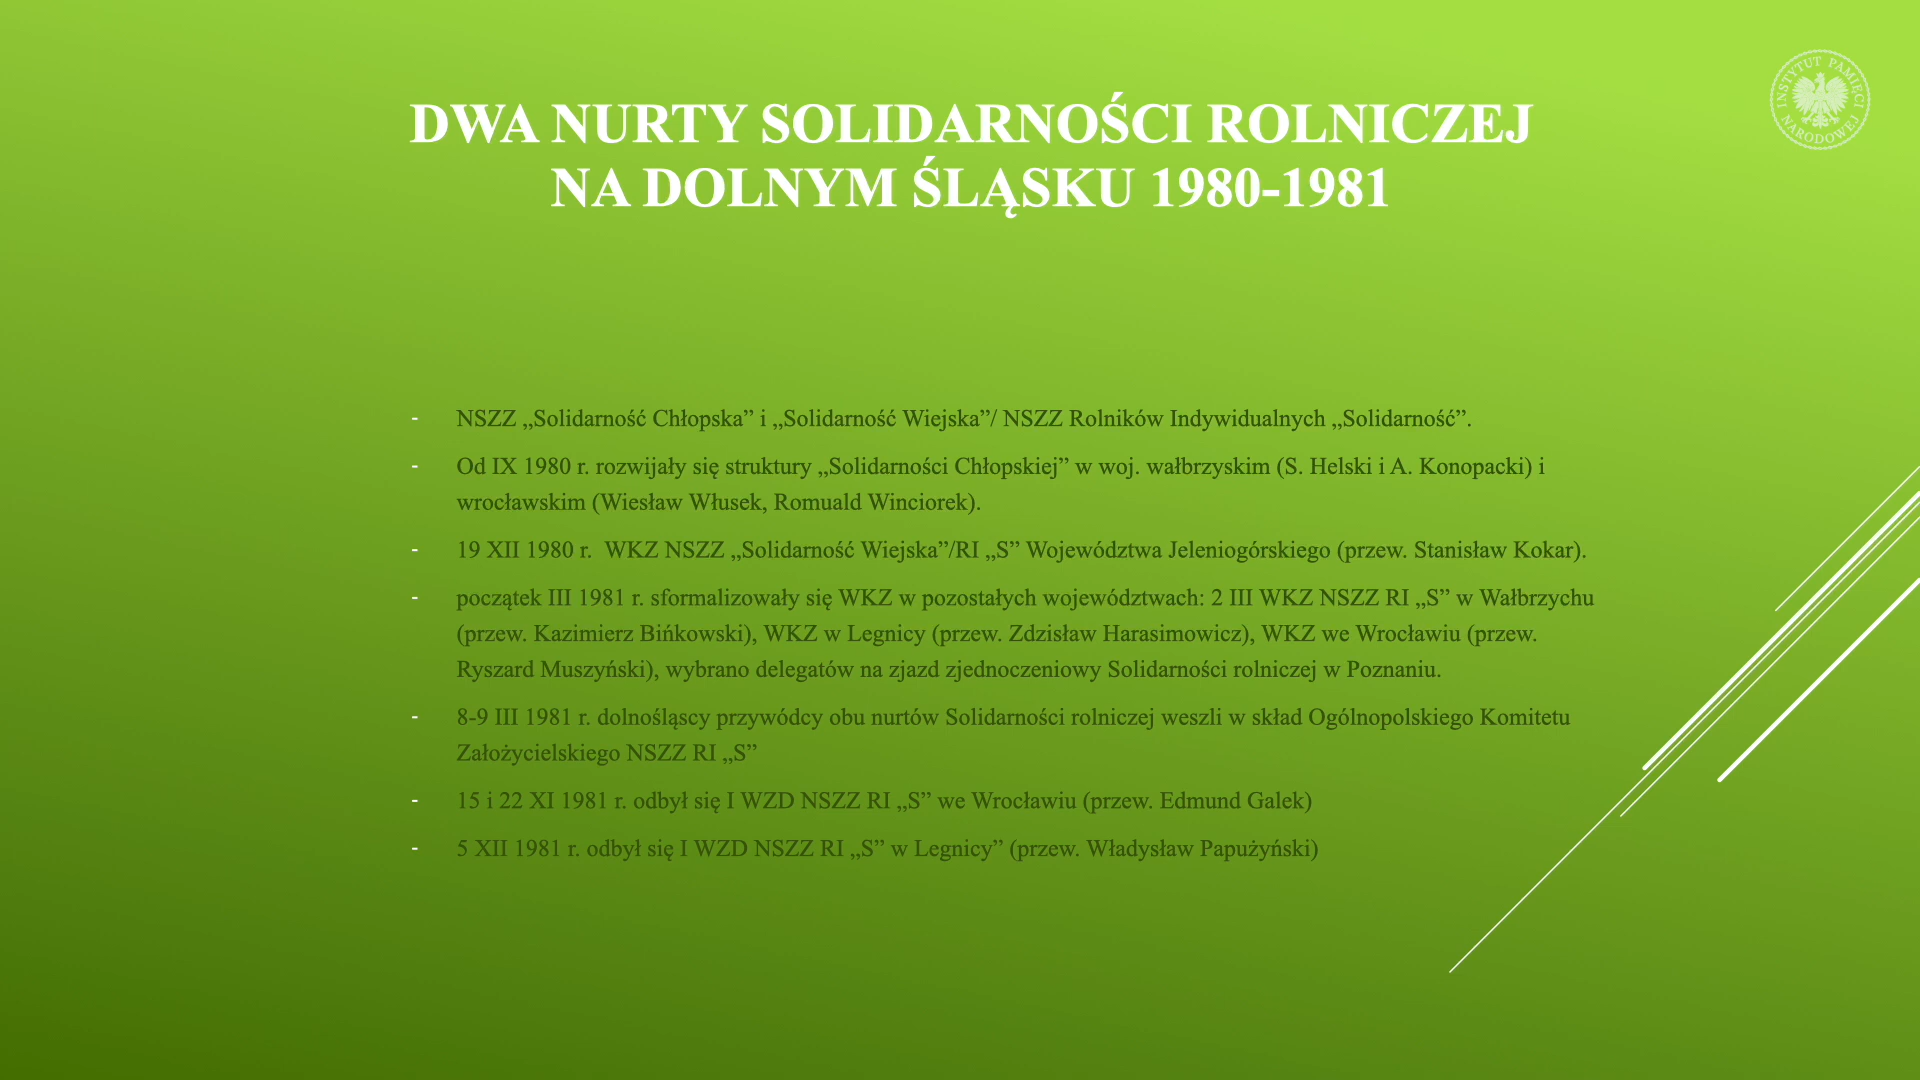 DWA NURTY SOLIDARNOŚCI ROLNICZEJ
NA DOLNYM ŚLĄSKU 1980-1981
INSTYTUT PAMIĘCI
NARODOWEJ
- NSZZ „Solidarność Chłopska” i „Solidarność Wiejska”/ NSZZ Rolników Indywidualnych „Solidarność”.
- Od IX 1980 r. rozwijały się struktury „Solidarności Chłopskiej” w woj. wałbrzyskim (S. Helski i A. Konopacki) i
wrocławskim (Wiesław Włusek, Romuald Winciorek).
- 19 XII 1980 r.  WKZ NSZZ „Solidarność Wiejska”/RI „S” Województwa Jeleniogórskiego (przew. Stanisław Kokar).
- początek III 1981 r. sformalizowały się WKZ w pozostałych województwach: 2 III WKZ NSZZ RI „S” w Wałbrzychu
(przew. Kazimierz Bińkowski), WKZ w Legnicy (przew. Zdzisław Harasimowicz), WKZ we Wrocławiu (przew.
Ryszard Muszyński), wybrano delegatów na zjazd zjednoczeniowy Solidarności rolniczej w Poznaniu.
- 8-9 III 1981 r. dolnośląscy przywódcy obu nurtów Solidarności rolniczej weszli w skład Ogólnopolskiego Komitetu
Założycielskiego NSZZ RI „S”
- 15 i 22 XI 1981 r. odbył się I WZD NSZZ RI „S” we Wrocławiu (przew. Edmund Galek)
- 5 XII 1981 r. odbył się I WZD NSZZ RI „S” w Legnicy” (przew. Władysław Papużyński)